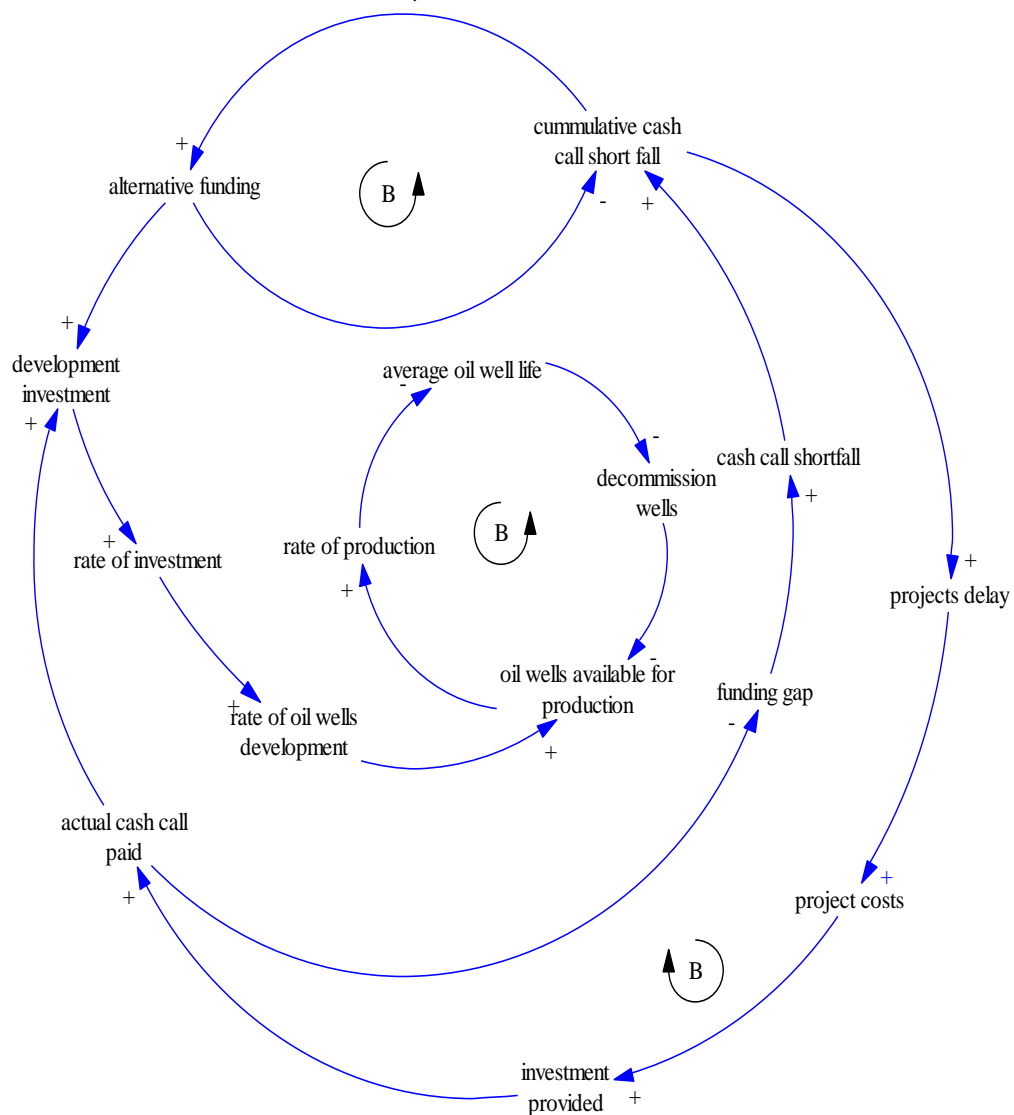 +
cummulative cash
call short fall
alternative funding
B
-
+
+
development
investment
+
average oil well life
-
-
cash call shortfall
decommission
wells
+
B
+
rate of production
rate of investment
+
+
projects delay
-
oil wells available for
production
funding gap
-
+
rate of oil wells
development
+
actual cash call
paid
+
+
project costs
B
investment
provided
+